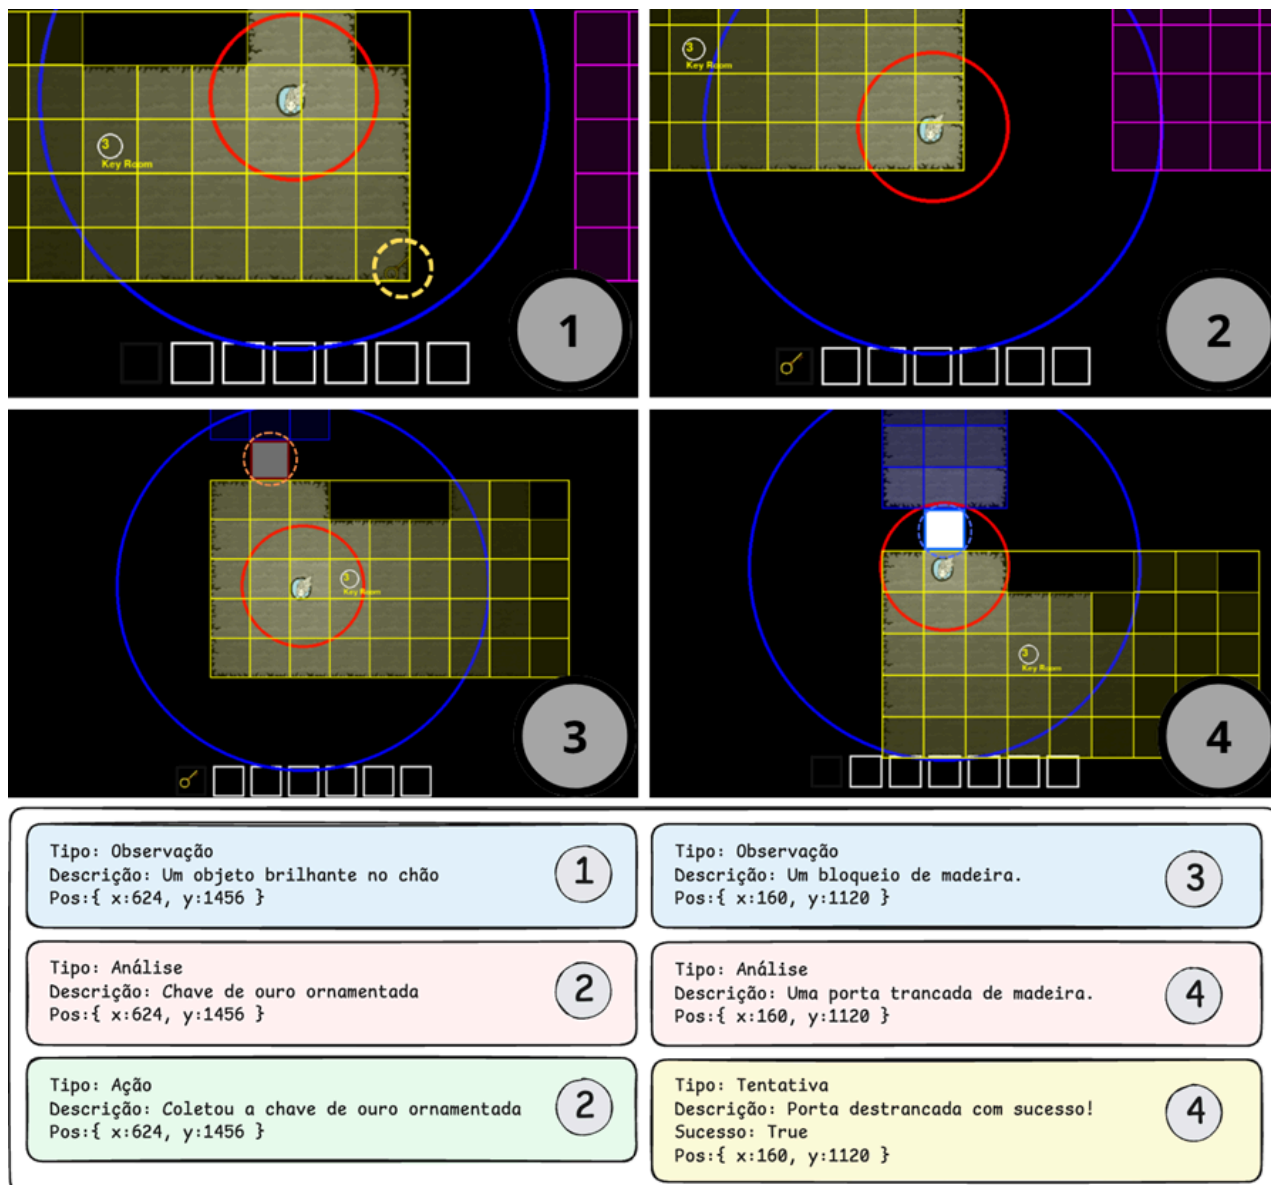 3
Key Room
1
3
Key Room
2
3
Key Room
3
3
Key Room
4
Tipo: Observação
Descrição: Um objeto brilhante no chão
Pos:{ x:624, y:1456 }
1
Tipo: Análise
Descrição: Chave de ouro ornamentada
Pos:{ x:624, y:1456 }
2
Tipo: Ação
Descrição: Coletou a chave de ouro ornamentada
Pos:{ x:624, y:1456 }
2
Tipo: Observação
Descrição: Um bloqueio de madeira.
Pos:{ x:160, y:1120 }
3
Tipo: Análise
Descrição: Uma porta trancada de madeira.
Pos:{ x:160, y:1120 }
4
Tipo: Tentativa
Descrição: Porta destrancada com sucesso!
Sucesso: True
Pos:{ x:160, y:1120 }
4